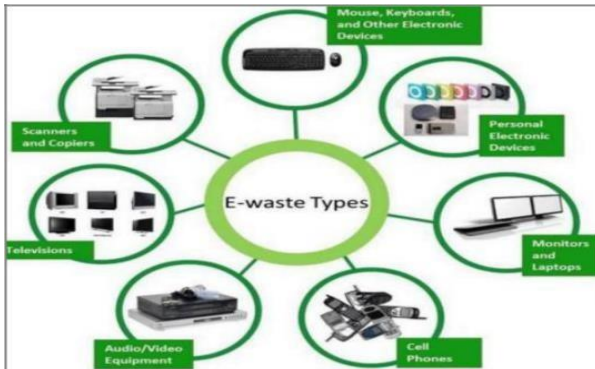 Mouse, Keyboards,
and Other Electronic
Devices
Scanners
and Copiers
Personal
Electronic
Devices
E-waste Types
Televisions
Monitors
and
Laptops
Audio/Video
Equipment
Cell
Phones